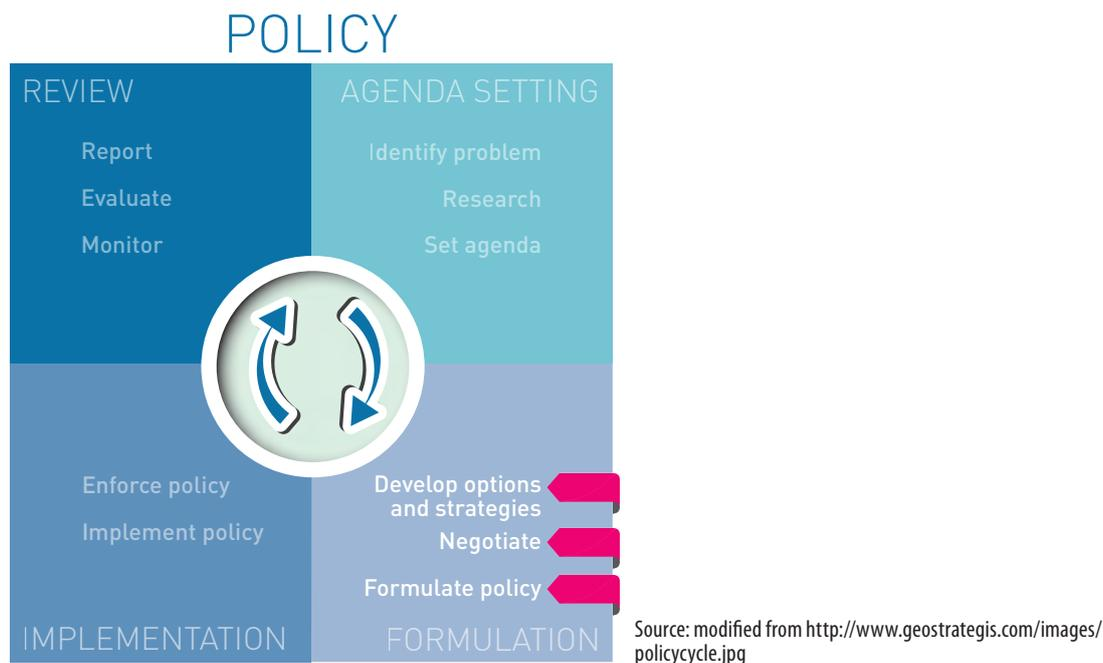 POLICY
REVIEW
Report
Evaluate
Monitor
AGENDA SETTING
Identify problem
Research
Set agenda
Enforce policy
Implement policy
IMPLEMENTATION
Develop options
and strategies
Negotiate
Formulate policy
FORMULATION
Source: modified from http://www.geostrategis.com/images/
policycycle.jpg